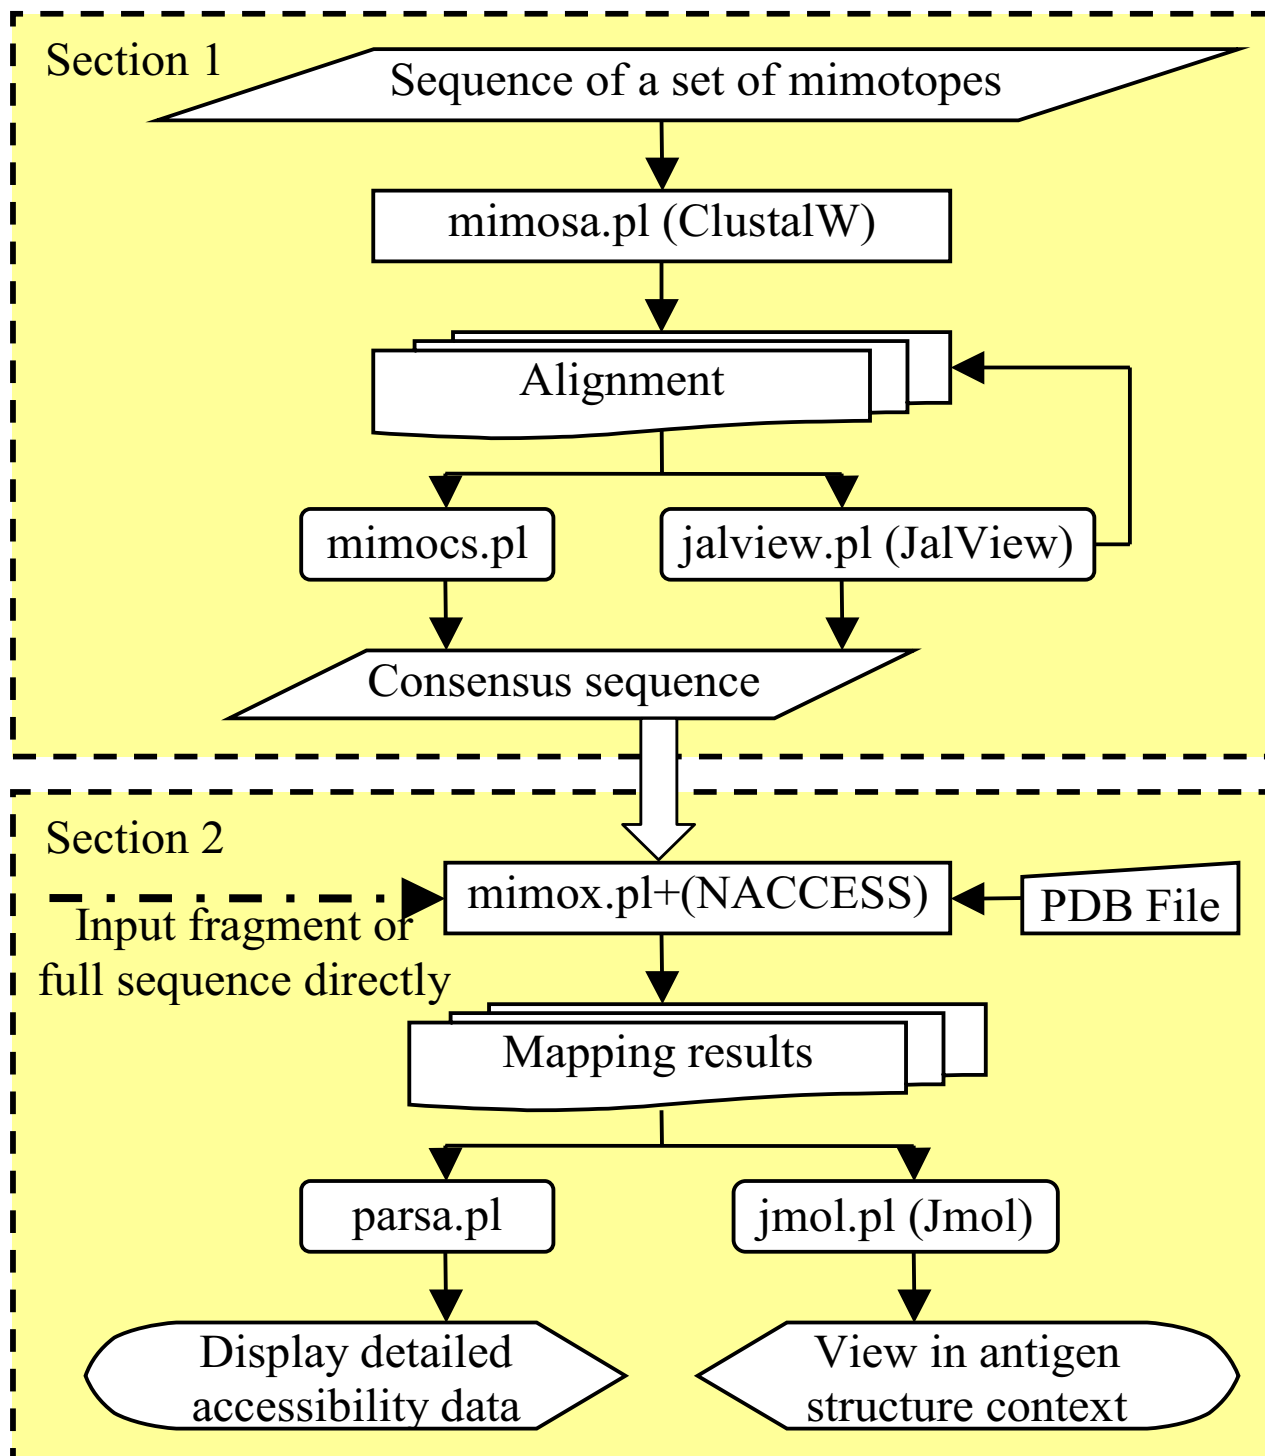 Section 1
Sequence of a set of mimotopes
mimosa.pl (ClustalW)
Alignment
mimocs.pl
jalview.pl (JalView)
Consensus sequence
Section 2
mimox.pl+(NACCESS)
PDB File
Input fragment or
full sequence directly
Mapping results
parsa.pl
jmol.pl (Jmol)
Display detailed
accessibility data
View in antigen
structure context